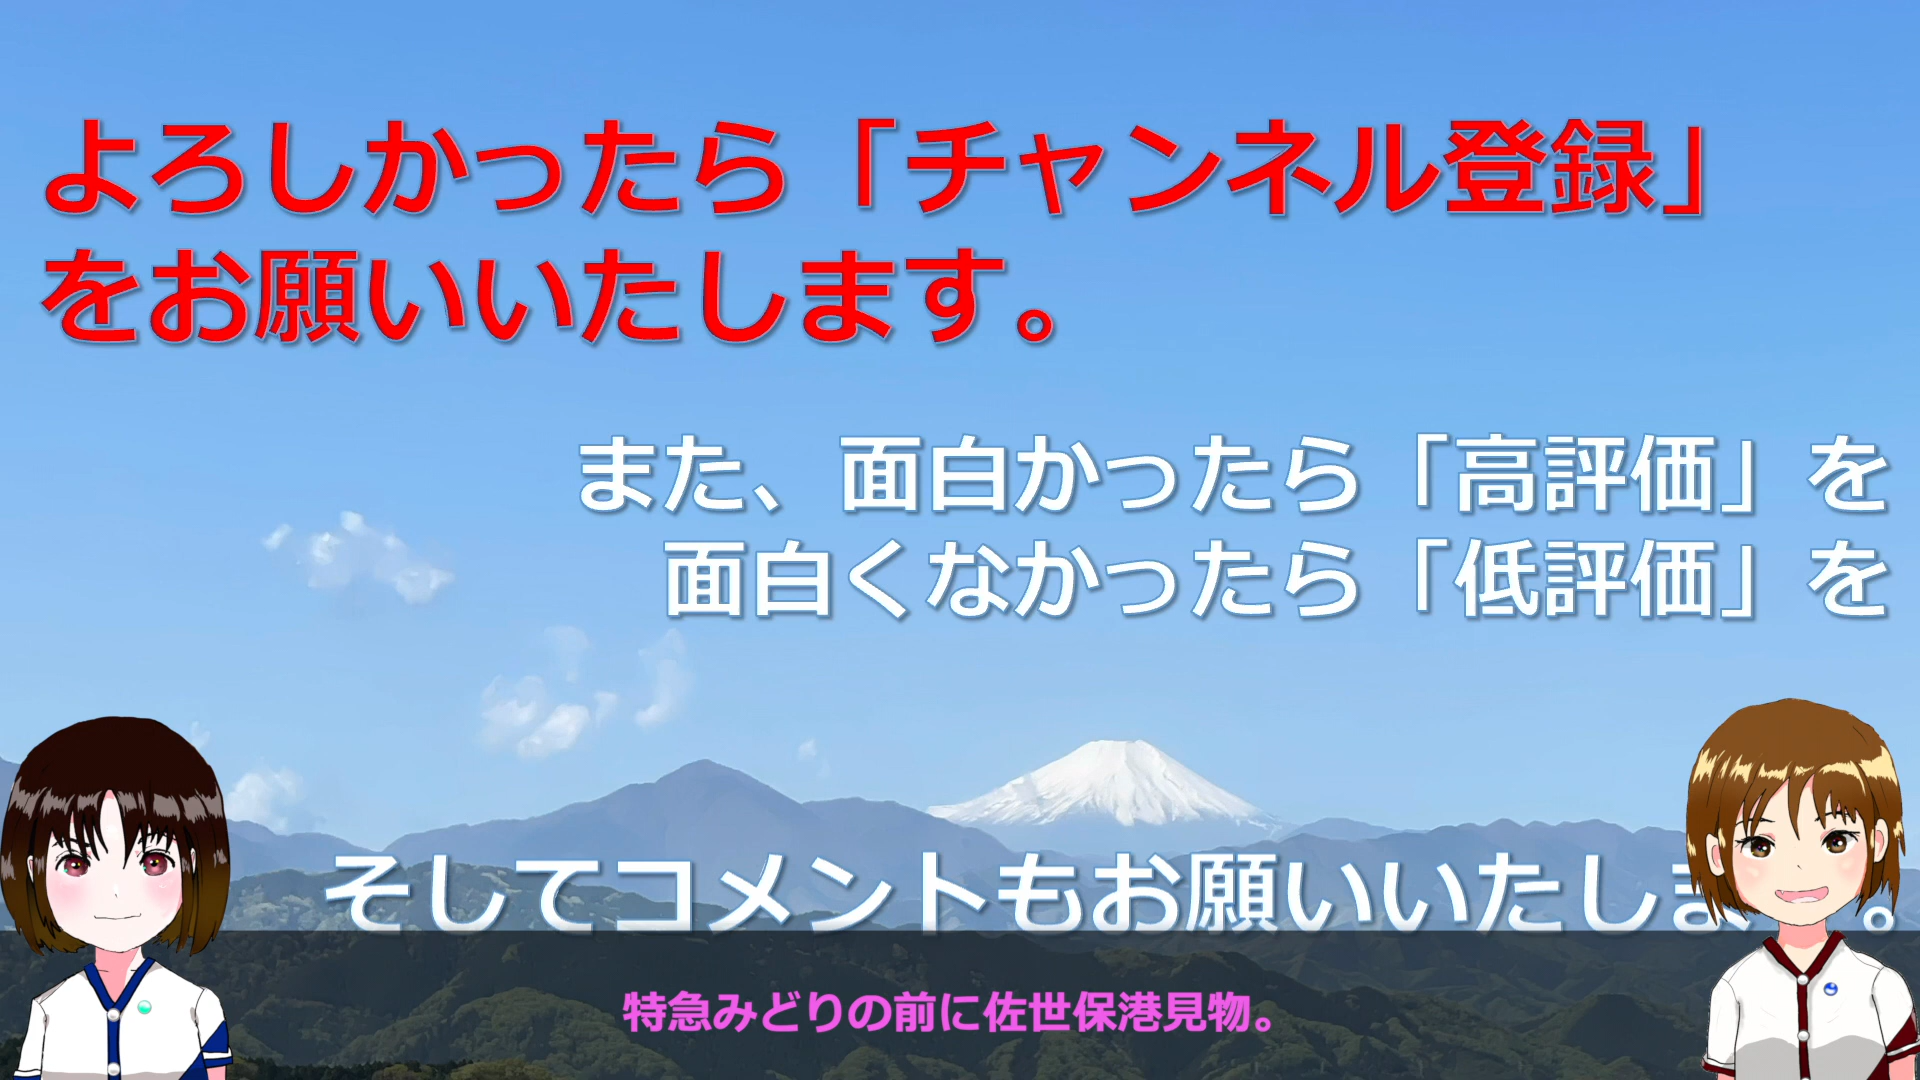 よろしかったら「チャンネル登録」
をお願いいたします。
また、面白かったら「高評価」を
面白くなかったら「低評価」を
そしてコメントもお願いいたします。
特急みどりの前に佐世保港見物。